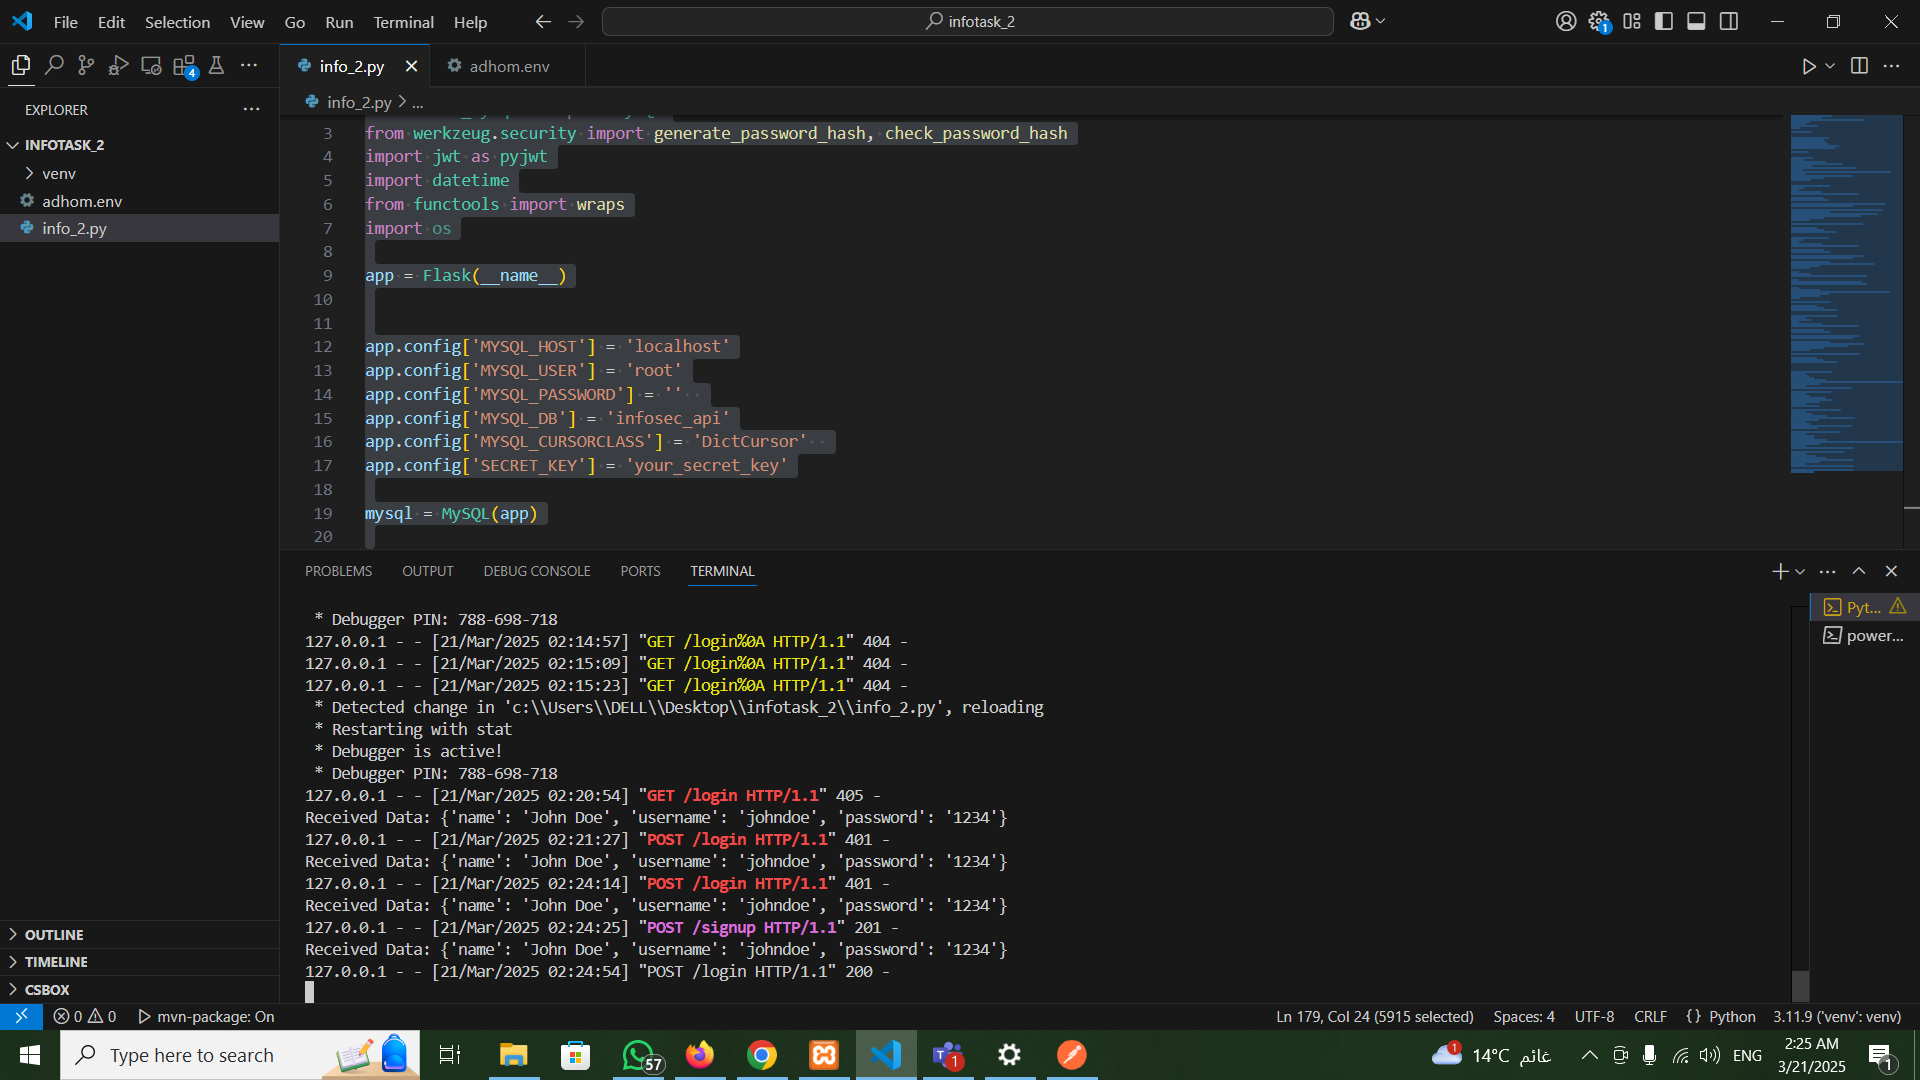 File Edit Selection View Go Run Terminal Help
infotask_2
1
4
EXPLORER
INFOTASK_2
venv
adhom.env
info_2.py
OUTLINE
TIMELINE
CSBOX
info_2.py
adhom.env
info_2.py > ...
3 from werkzeug.security import generate_password_hash, check_password_hash
4 import jwt as pyjwt
5 import datetime
6 from functools import wraps
7 import os
8
9 app = Flask(__name__)
10
11
12 app.config['MYSQL_HOST'] = 'localhost'
13 app.config['MYSQL_USER'] = 'root'
14 app.config['MYSQL_PASSWORD'] = ''
15 app.config['MYSQL_DB'] = 'infosec_api'
16 app.config['MYSQL_CURSORCLASS'] = 'DictCursor'
17 app.config['SECRET_KEY'] = 'your_secret_key'
18
19 mysql = MySQL(app)
20
PROBLEMS OUTPUT DEBUG CONSOLE PORTS TERMINAL
Pyt...
power...
* Debugger PIN: 788-698-718
127.0.0.1 - - [21/Mar/2025 02:14:57] "GET /login%0A HTTP/1.1" 404 -
127.0.0.1 - - [21/Mar/2025 02:15:09] "GET /login%0A HTTP/1.1" 404 -
127.0.0.1 - - [21/Mar/2025 02:15:23] "GET /login%0A HTTP/1.1" 404 -
* Detected change in 'c:\\Users\\DELL\\Desktop\\infotask_2\\info_2.py', reloading
* Restarting with stat
* Debugger is active!
* Debugger PIN: 788-698-718
127.0.0.1 - - [21/Mar/2025 02:20:54] "GET /login HTTP/1.1" 405 -
Received Data: {'name': 'John Doe', 'username': 'johndoe', 'password': '1234'}
127.0.0.1 - - [21/Mar/2025 02:21:27] "POST /login HTTP/1.1" 401 -
Received Data: {'name': 'John Doe', 'username': 'johndoe', 'password': '1234'}
127.0.0.1 - - [21/Mar/2025 02:24:14] "POST /login HTTP/1.1" 401 -
Received Data: {'name': 'John Doe', 'username': 'johndoe', 'password': '1234'}
127.0.0.1 - - [21/Mar/2025 02:24:25] "POST /signup HTTP/1.1" 201 -
Received Data: {'name': 'John Doe', 'username': 'johndoe', 'password': '1234'}
127.0.0.1 - - [21/Mar/2025 02:24:54] "POST /login HTTP/1.1" 200 -
0 0 mvn-package: On
Ln 179, Col 24 (5915 selected) Spaces: 4 UTF-8 CRLF {} Python 3.11.9 ('venv': venv)
Type here to search
57
1
1
14°C غائم
ENG
2:25 AM
3/21/2025
1